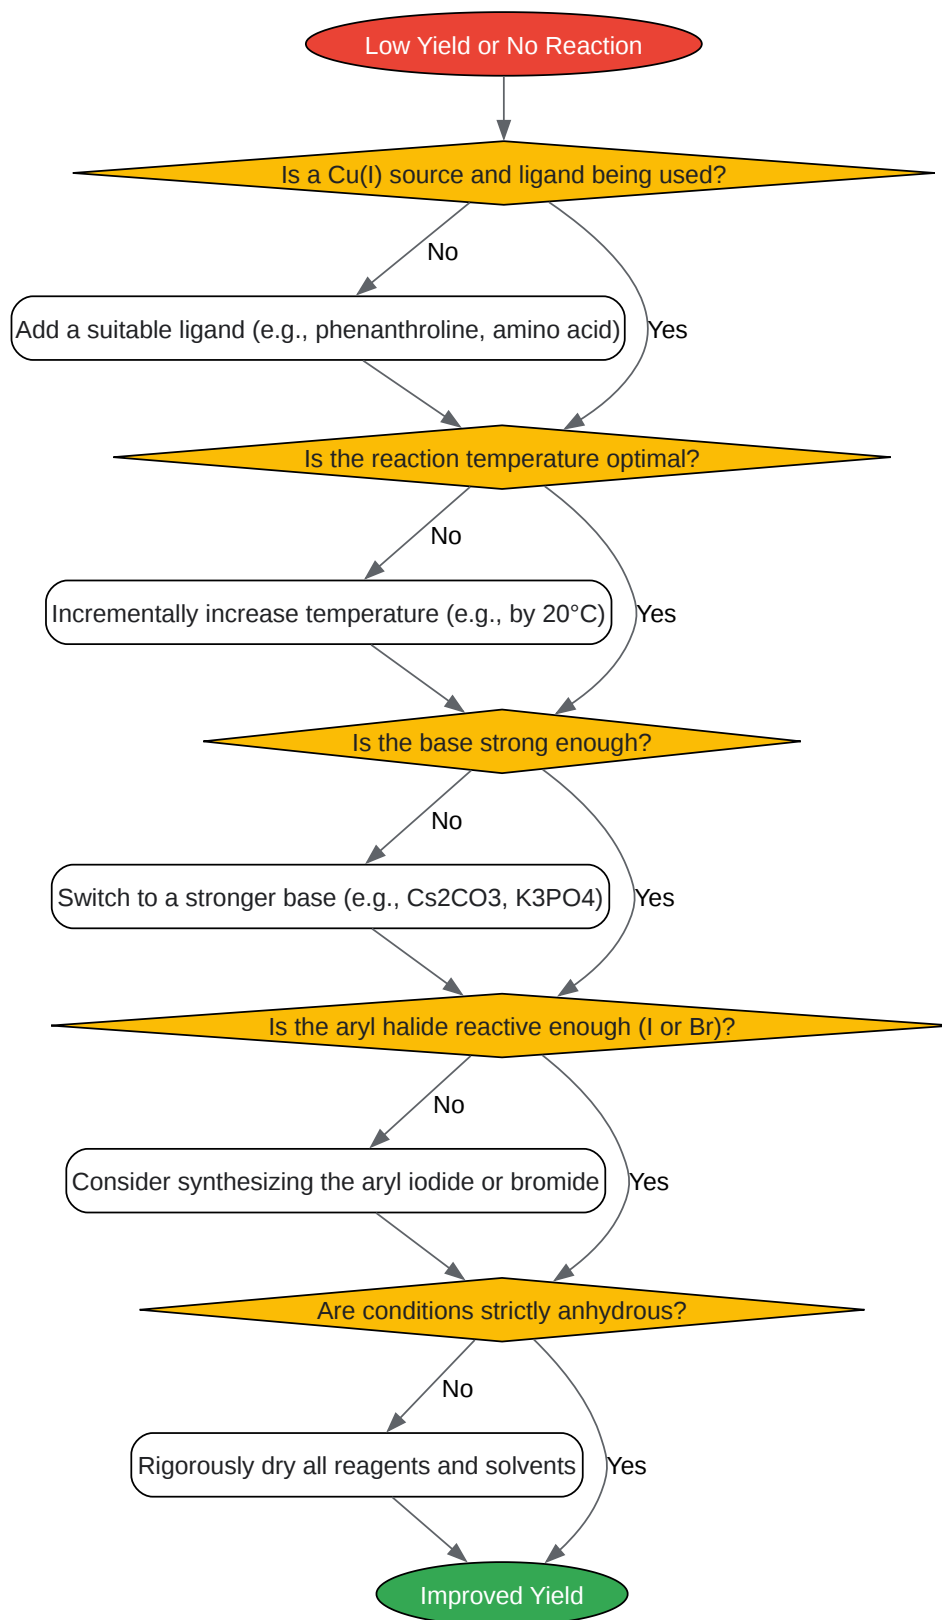 Low Yield or No Reaction
Is a Cu(I) source and ligand being used?
No
Add a suitable ligand (e.g., phenanthroline, amino acid)
Yes
Is the reaction temperature optimal?
No
Incrementally increase temperature (e.g., by 20°C)
Yes
Is the base strong enough?
No
Switch to a stronger base (e.g., Cs2CO3, K3PO4)
Yes
Is the aryl halide reactive enough (I or Br)?
No
Consider synthesizing the aryl iodide or bromide
Yes
Are conditions strictly anhydrous?
No
Rigorously dry all reagents and solvents
Yes
Improved Yield